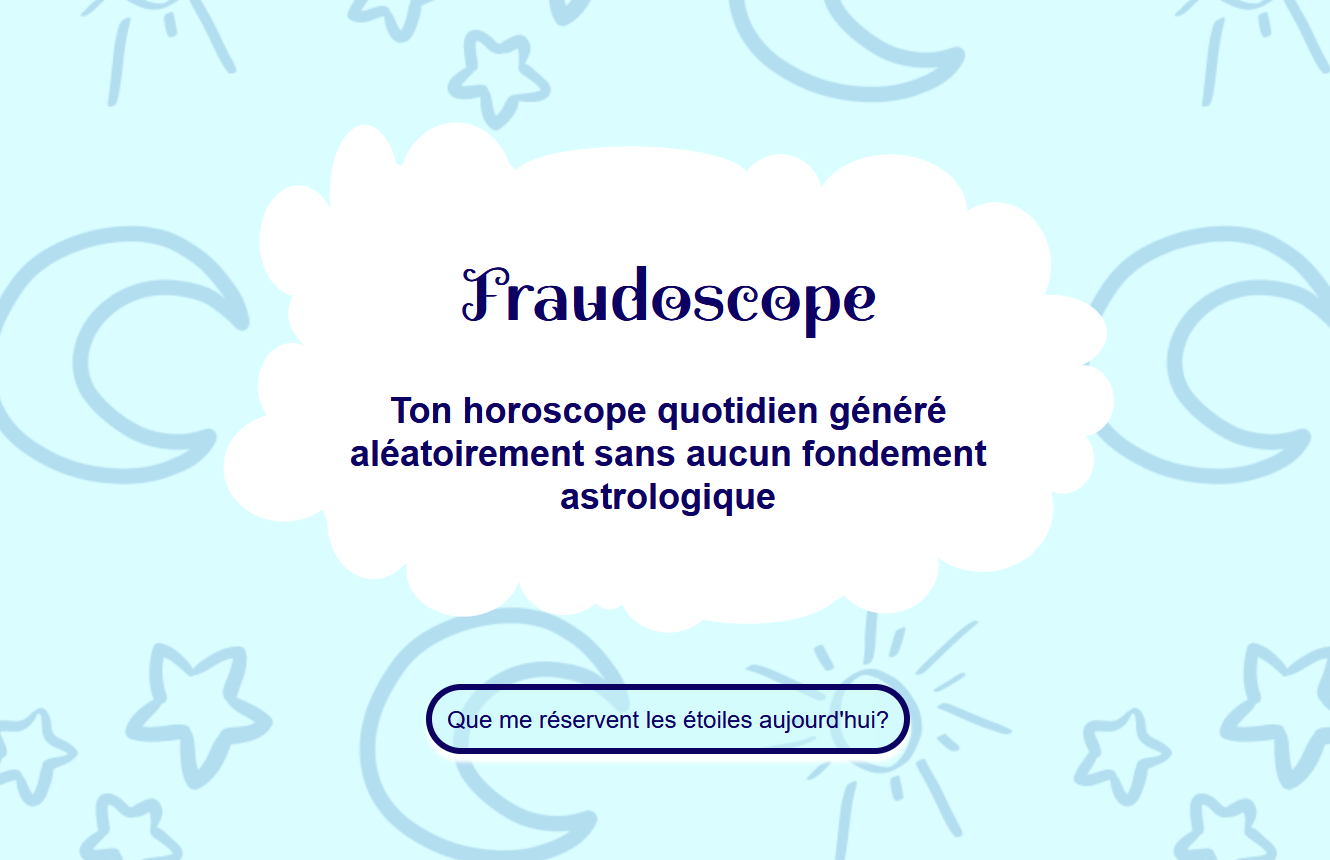 Fraudoscope
Ton horoscope quotidien généré
aléatoirement sans aucun fondement
astrologique
Que me réservent les étoiles aujourd'hui?